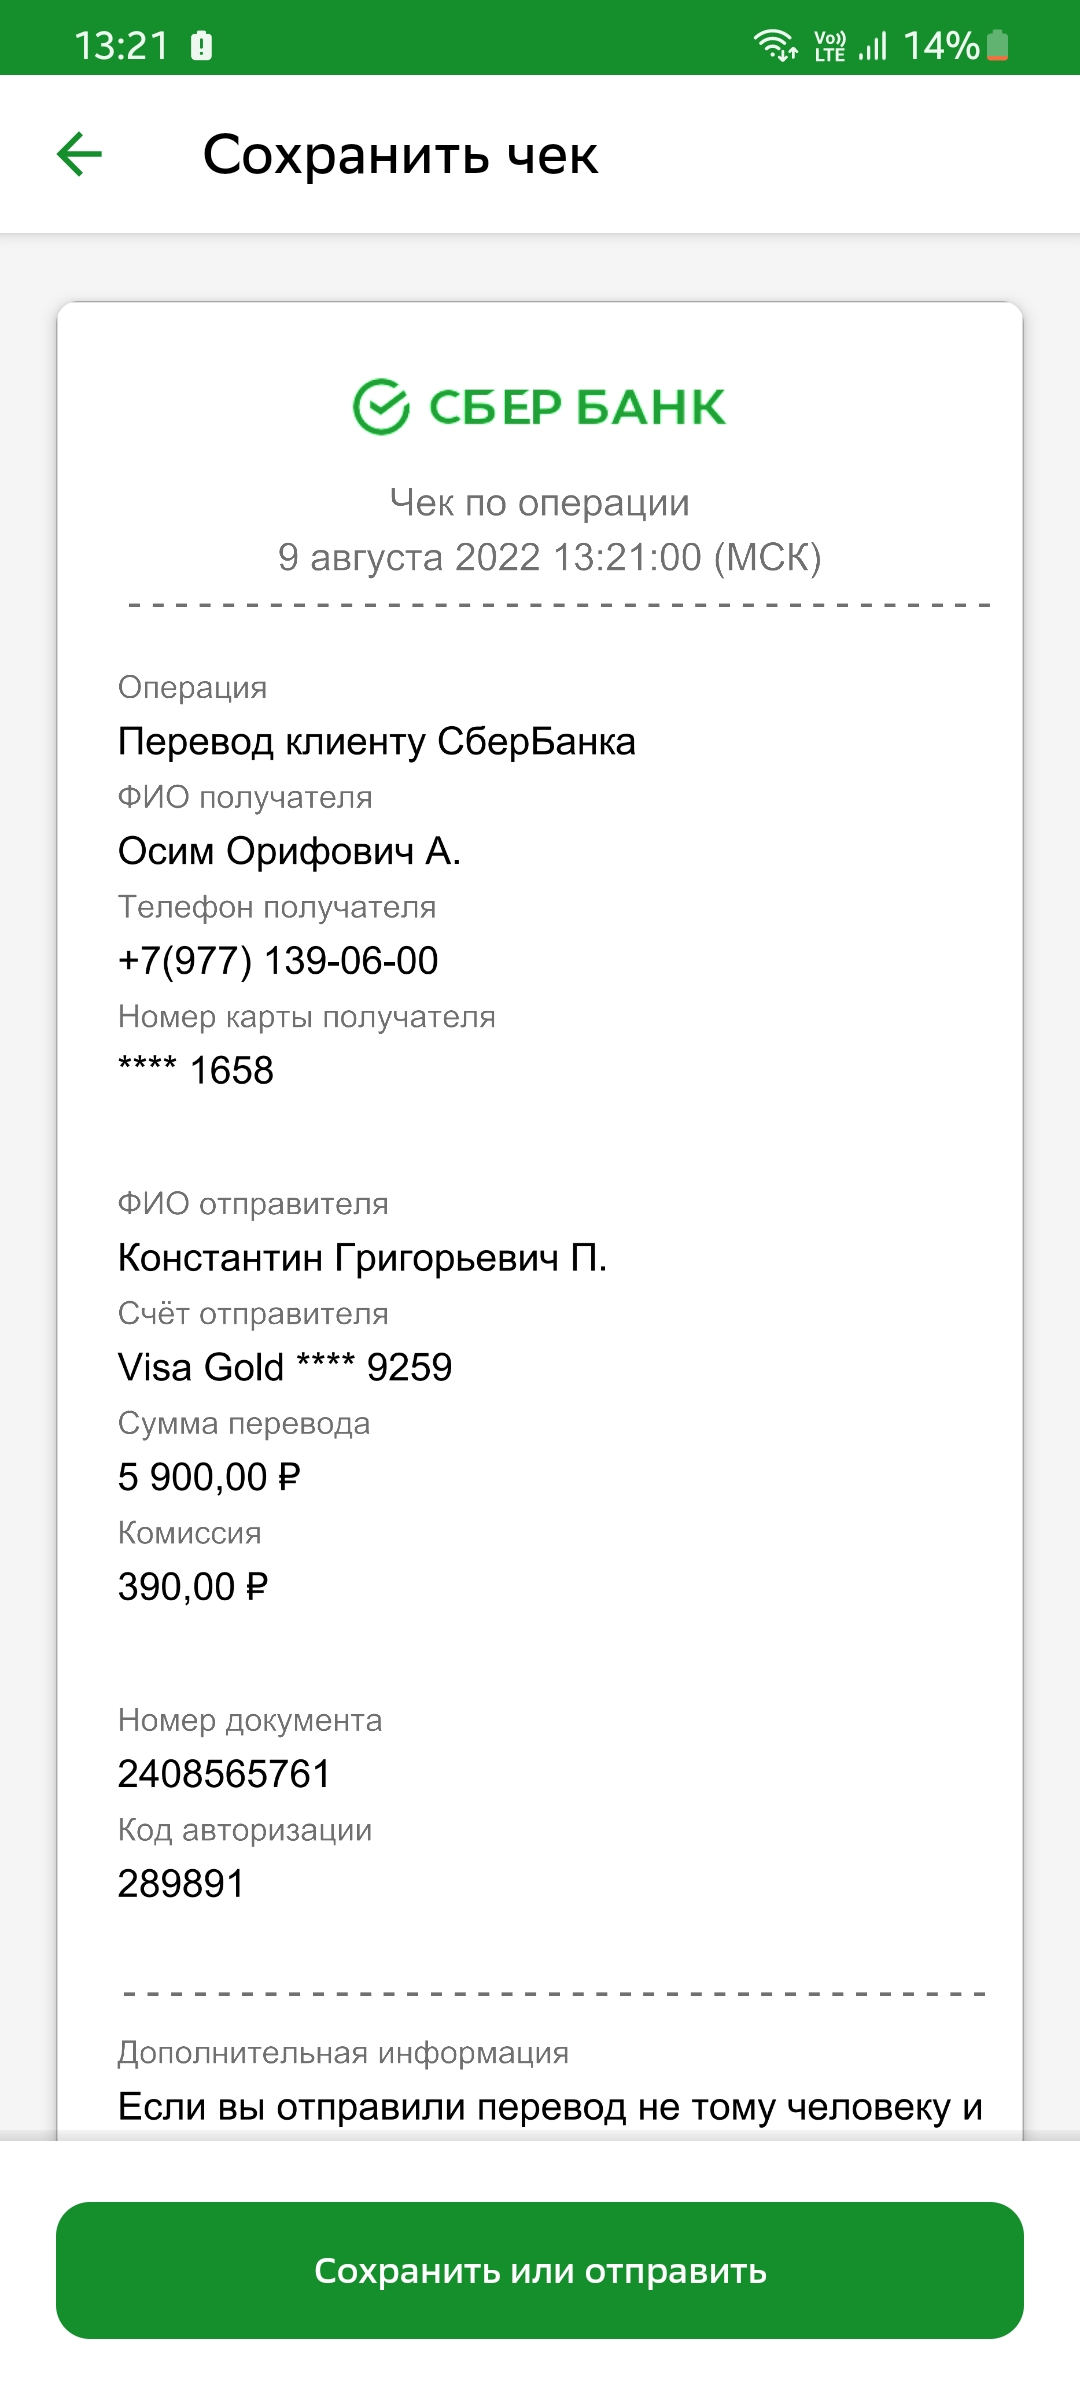 13:21
Vo)) LTE 14%
Сохранить чек
СБЕР БАНК
Чек по операции
9 августа 2022 13:21:00 (МСК)
Операция
Перевод клиенту СберБанка
ФИО получателя
Осим Орифович А.
Телефон получателя
+7(977) 139-06-00
Номер карты получателя
**** 1658
ФИО отправителя
Константин Григорьевич П.
Счёт отправителя
Visa Gold **** 9259
Сумма перевода
5 900,00 ₽
Комиссия
390,00 ₽
Номер документа
2408565761
Код авторизации
289891
Дополнительная информация
Если вы отправили перевод не тому человеку и
Сохранить или отправить